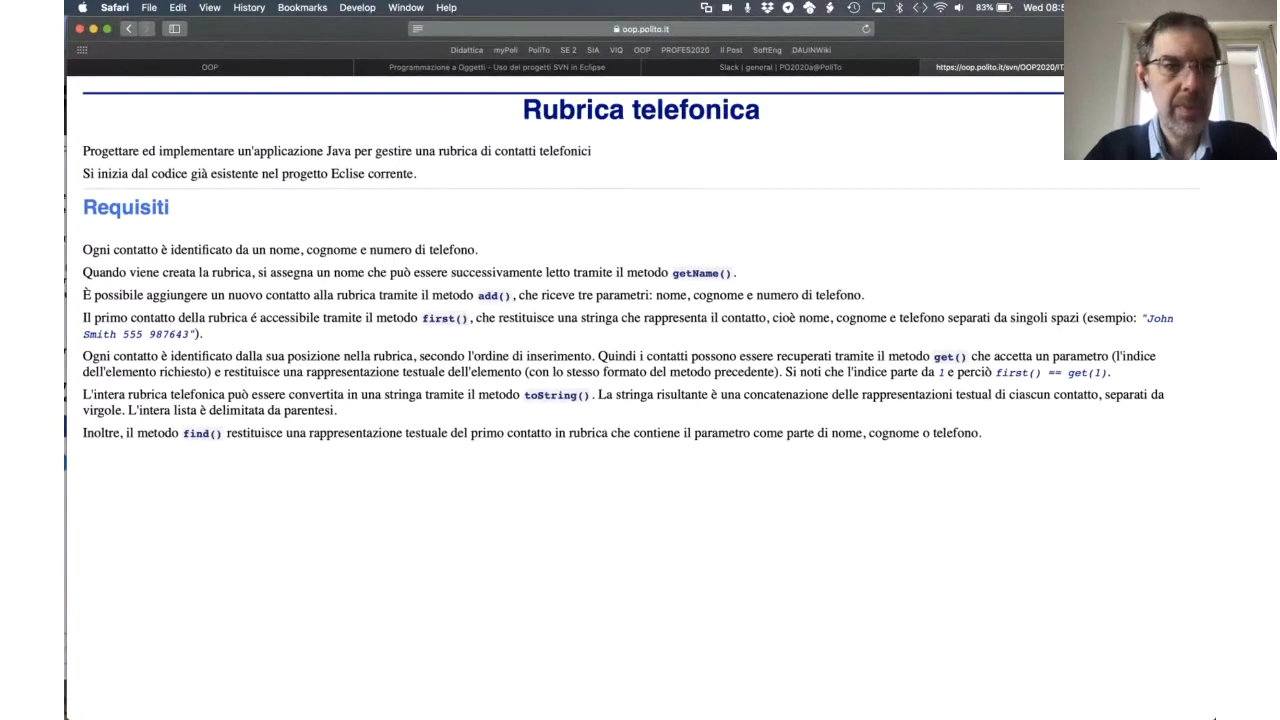 Safari File Edit View History Bookmarks Develop Window Help 83% Wed 08:5
oop.polito.it
Didattica myPoli PoliTo SE 2 SIA VIQ OOP PROFES2020 Il Post SoftEng DAUINWiki
OOP Programmazione a Oggetti - Uso dei progetti SVN in Eclipse Slack | general | PO2020a@PoliTo https://oop.polito.it/svn/OOP2020/IT
Rubrica telefonica
Progettare ed implementare un'applicazione Java per gestire una rubrica di contatti telefonici
Si inizia dal codice già esistente nel progetto Eclise corrente.
Requisiti
Ogni contatto è identificato da un nome, cognome e numero di telefono.
Quando viene creata la rubrica, si assegna un nome che può essere successivamente letto tramite il metodo getName().
È possibile aggiungere un nuovo contatto alla rubrica tramite il metodo add(), che riceve tre parametri: nome, cognome e numero di telefono.
Il primo contatto della rubrica é accessibile tramite il metodo first(), che restituisce una stringa che rappresenta il contatto, cioè nome, cognome e telefono separati da singoli spazi (esempio: "John
Smith 555 987643").
Ogni contatto è identificato dalla sua posizione nella rubrica, secondo l'ordine di inserimento. Quindi i contatti possono essere recuperati tramite il metodo get() che accetta un parametro (l'indice
dell'elemento richiesto) e restituisce una rappresentazione testuale dell'elemento (con lo stesso formato del metodo precedente). Si noti che l'indice parte da 1 e perciò first() == get(1).
L'intera rubrica telefonica può essere convertita in una stringa tramite il metodo toString(). La stringa risultante è una concatenazione delle rappresentazioni testual di ciascun contatto, separati da
virgole. L'intera lista è delimitata da parentesi.
Inoltre, il metodo find() restituisce una rappresentazione testuale del primo contatto in rubrica che contiene il parametro come parte di nome, cognome o telefono.